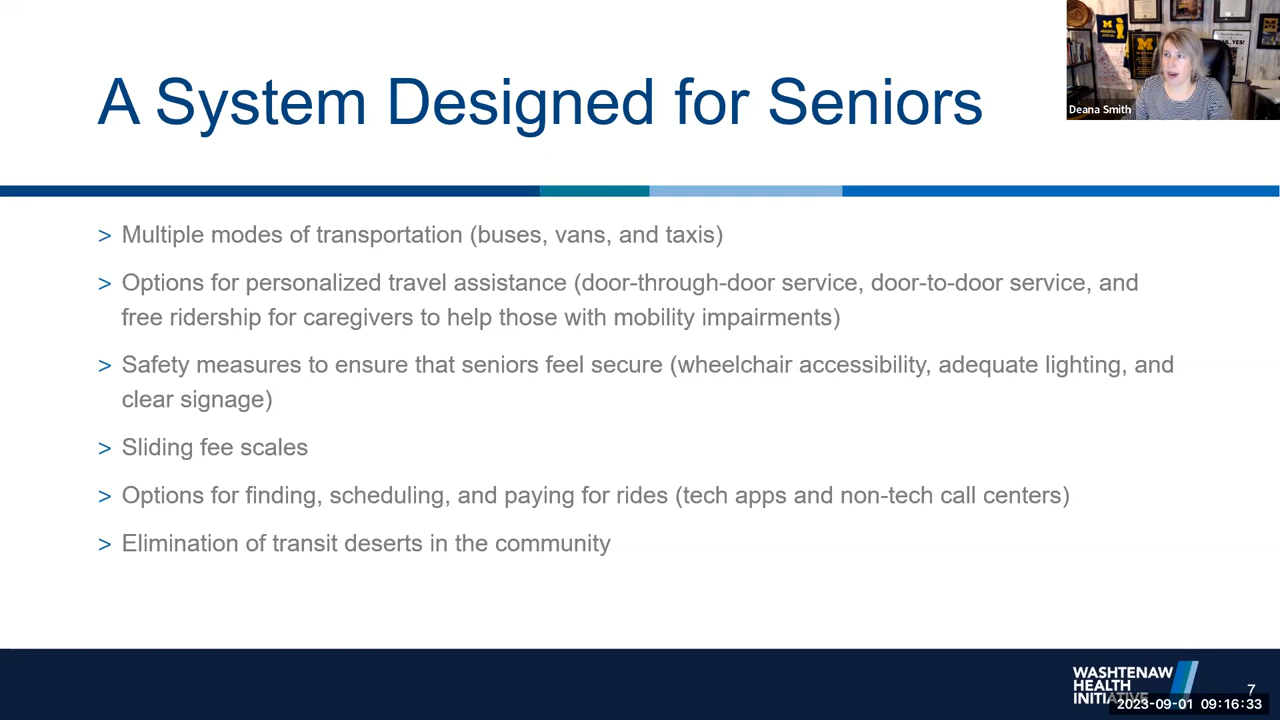 A System Designed for Seniors
Deana Smith
> Multiple modes of transportation (buses, vans, and taxis)
> Options for personalized travel assistance (door-through-door service, door-to-door service, and
free ridership for caregivers to help those with mobility impairments)
> Safety measures to ensure that seniors feel secure (wheelchair accessibility, adequate lighting, and
clear signage)
> Sliding fee scales
> Options for finding, scheduling, and paying for rides (tech apps and non-tech call centers)
> Elimination of transit deserts in the community
WASHTENAW
HEALTH
INITIATIVE
7
2023-09-01 09:16:33